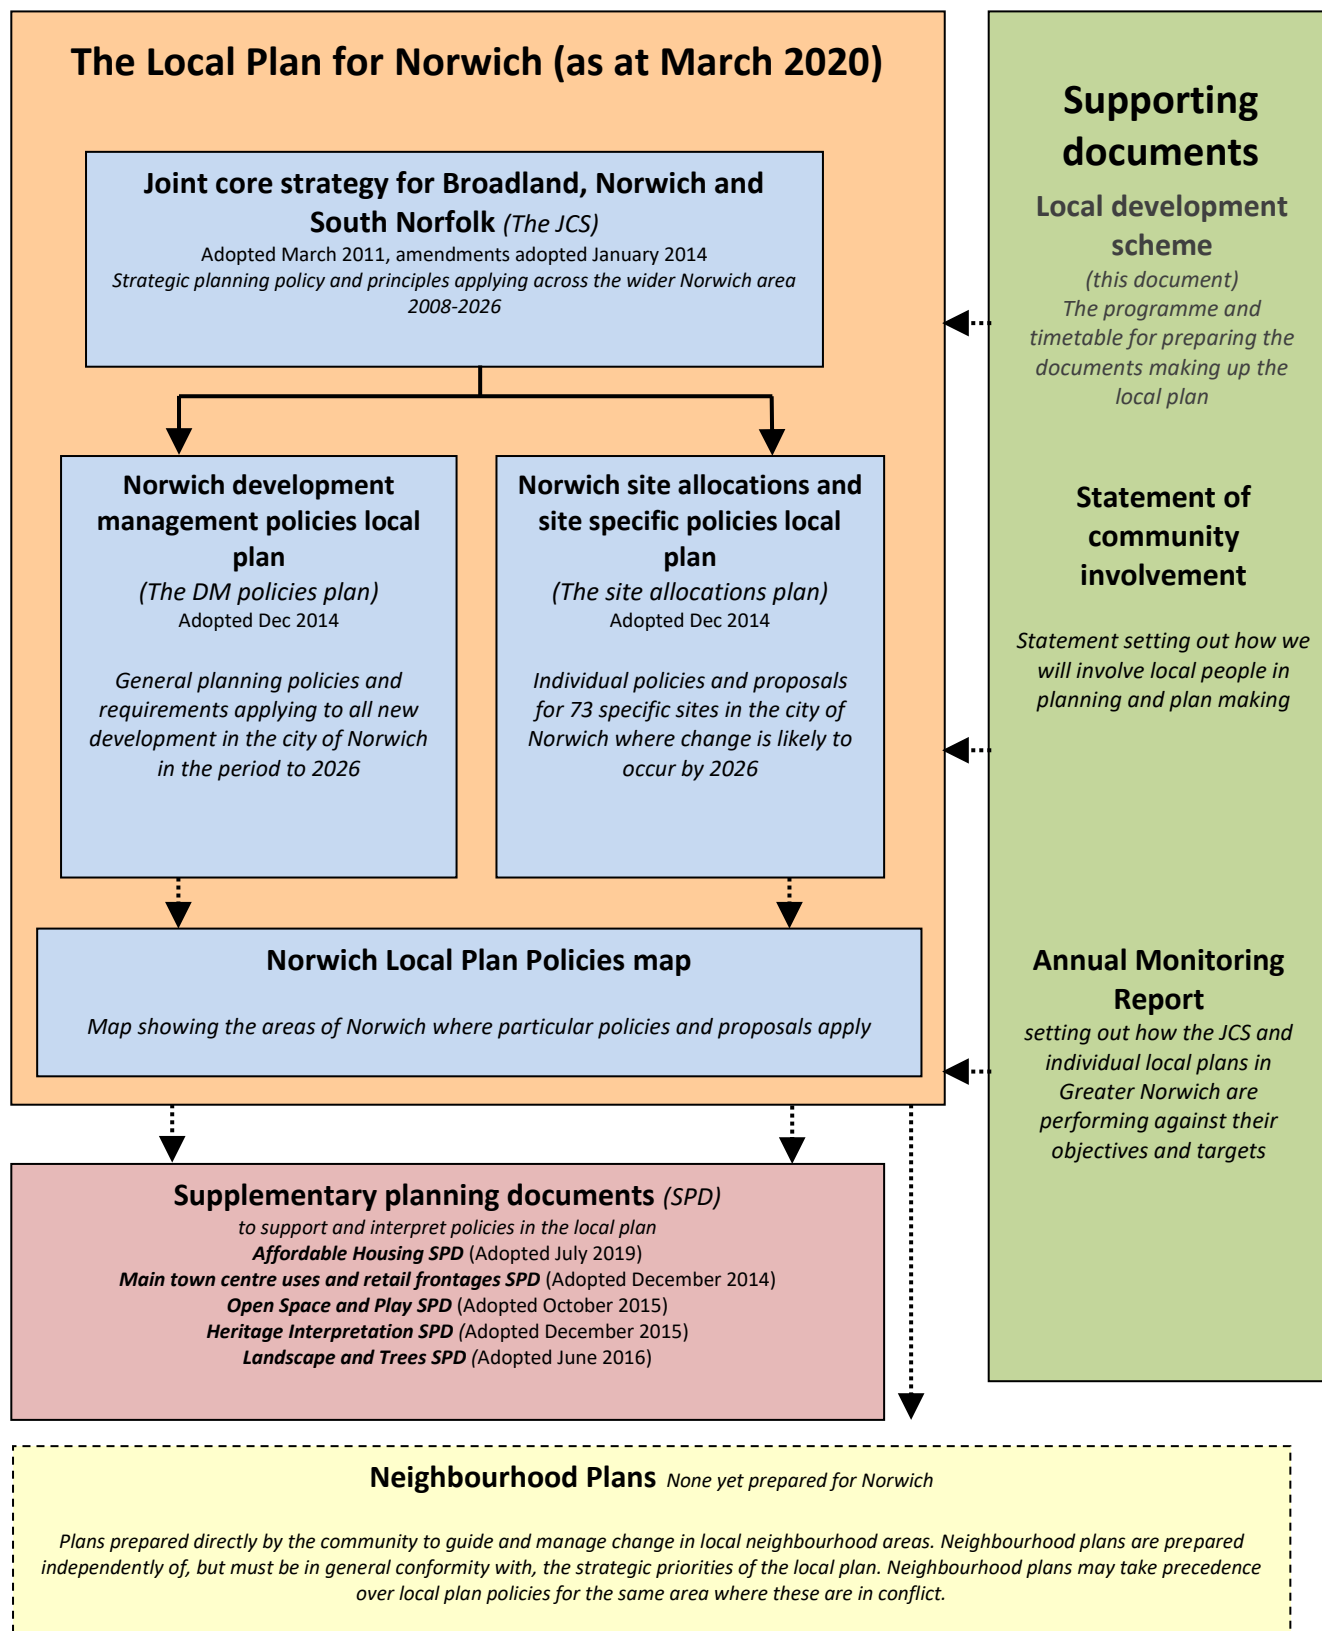 The Local Plan for Norwich (as at March 2020)
Joint core strategy for Broadland, Norwich and
South Norfolk (The JCS)
Adopted March 2011, amendments adopted January 2014
Strategic planning policy and principles applying across the wider Norwich area
2008-2026
Norwich development
management policies local
plan
(The DM policies plan)
Adopted Dec 2014
General planning policies and
requirements applying to all new
development in the city of Norwich
in the period to 2026
Norwich site allocations and
site specific policies local
plan
(The site allocations plan)
Adopted Dec 2014
Individual policies and proposals
for 73 specific sites in the city of
Norwich where change is likely to
occur by 2026
Norwich Local Plan Policies map
Map showing the areas of Norwich where particular policies and proposals apply
Supporting
documents
Local development
scheme
(this document)
The programme and
timetable for preparing the
documents making up the
local plan
Statement of
community
involvement
Statement setting out how we
will involve local people in
planning and plan making
Annual Monitoring
Report
setting out how the JCS and
individual local plans in
Greater Norwich are
performing against their
objectives and targets
Supplementary planning documents (SPD)
to support and interpret policies in the local plan
Affordable Housing SPD (Adopted July 2019)
Main town centre uses and retail frontages SPD (Adopted December 2014)
Open Space and Play SPD (Adopted October 2015)
Heritage Interpretation SPD (Adopted December 2015)
Landscape and Trees SPD (Adopted June 2016)
Neighbourhood Plans None yet prepared for Norwich
Plans prepared directly by the community to guide and manage change in local neighbourhood areas. Neighbourhood plans are prepared
independently of, but must be in general conformity with, the strategic priorities of the local plan. Neighbourhood plans may take precedence
over local plan policies for the same area where these are in conflict.